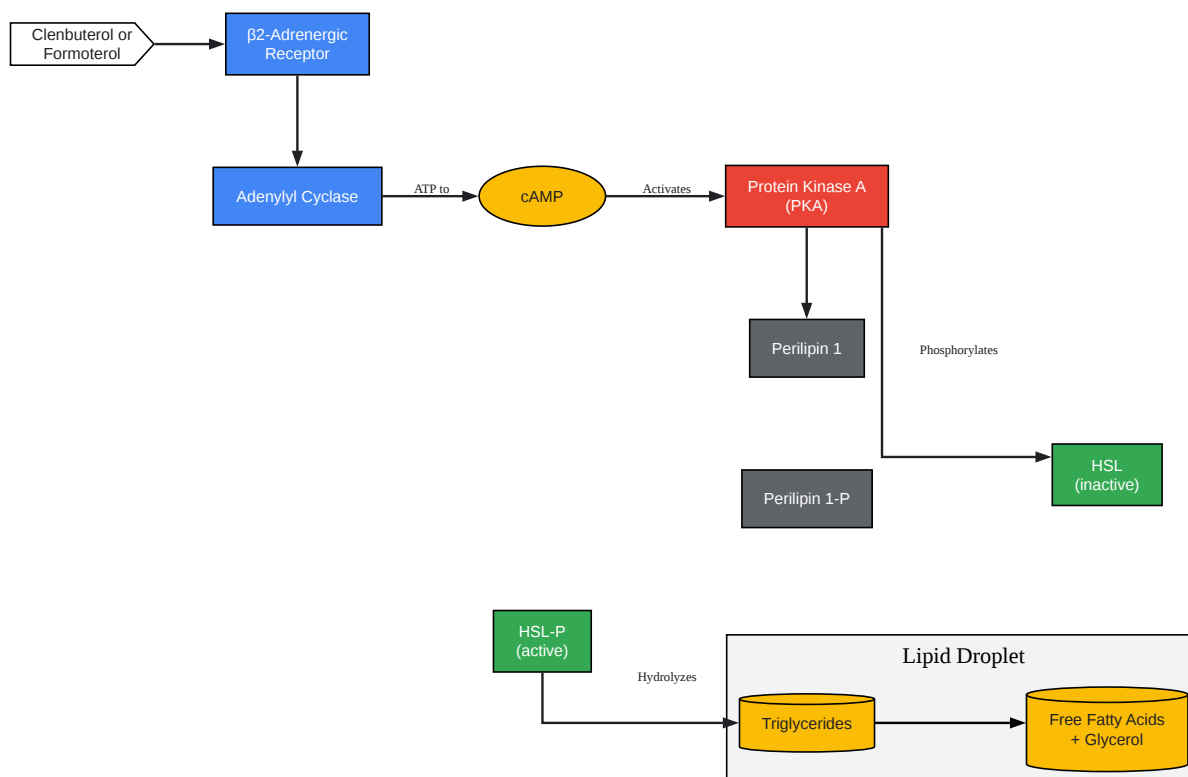 Clenbuterol or
Formoterol
β2-Adrenergic
Receptor
Adenylyl Cyclase
ATP to
cAMP
Activates
Protein Kinase A
(PKA)
Perilipin 1
Phosphorylates
HSL
(inactive)
Perilipin 1-P
HSL-P
(active)
Hydrolyzes
Lipid Droplet
Triglycerides
Free Fatty Acids
+ Glycerol